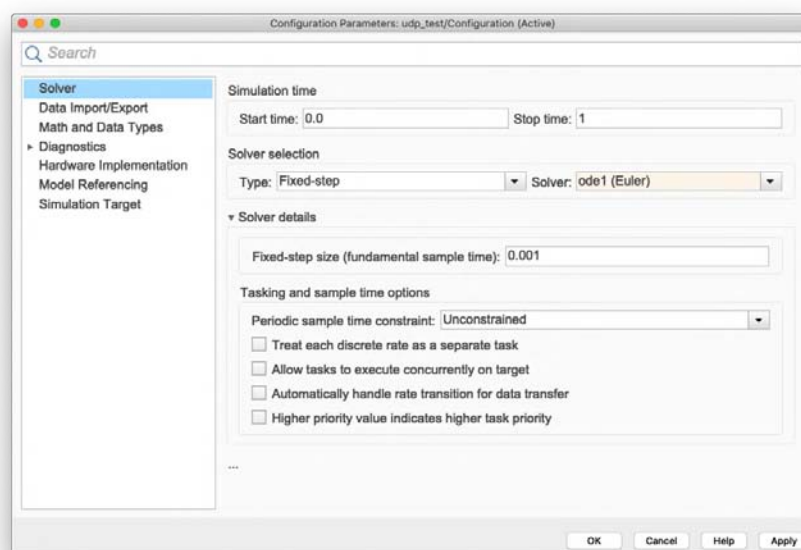 Configuration Parameters: udp_test/Configuration (Active)
Search
Solver
Data Import/Export
Math and Data Types
Diagnostics
Hardware Implementation
Model Referencing
Simulation Target
Simulation time
Start time: 0.0 Stop time: 1
Solver selection
Type: Fixed-step Solver: ode1 (Euler)
Solver details
Fixed-step size (fundamental sample time): 0.001
Tasking and sample time options
Periodic sample time constraint: Unconstrained
Treat each discrete rate as a separate task
Allow tasks to execute concurrently on target
Automatically handle rate transition for data transfer
Higher priority value indicates higher task priority
...
OK Cancel Help Apply